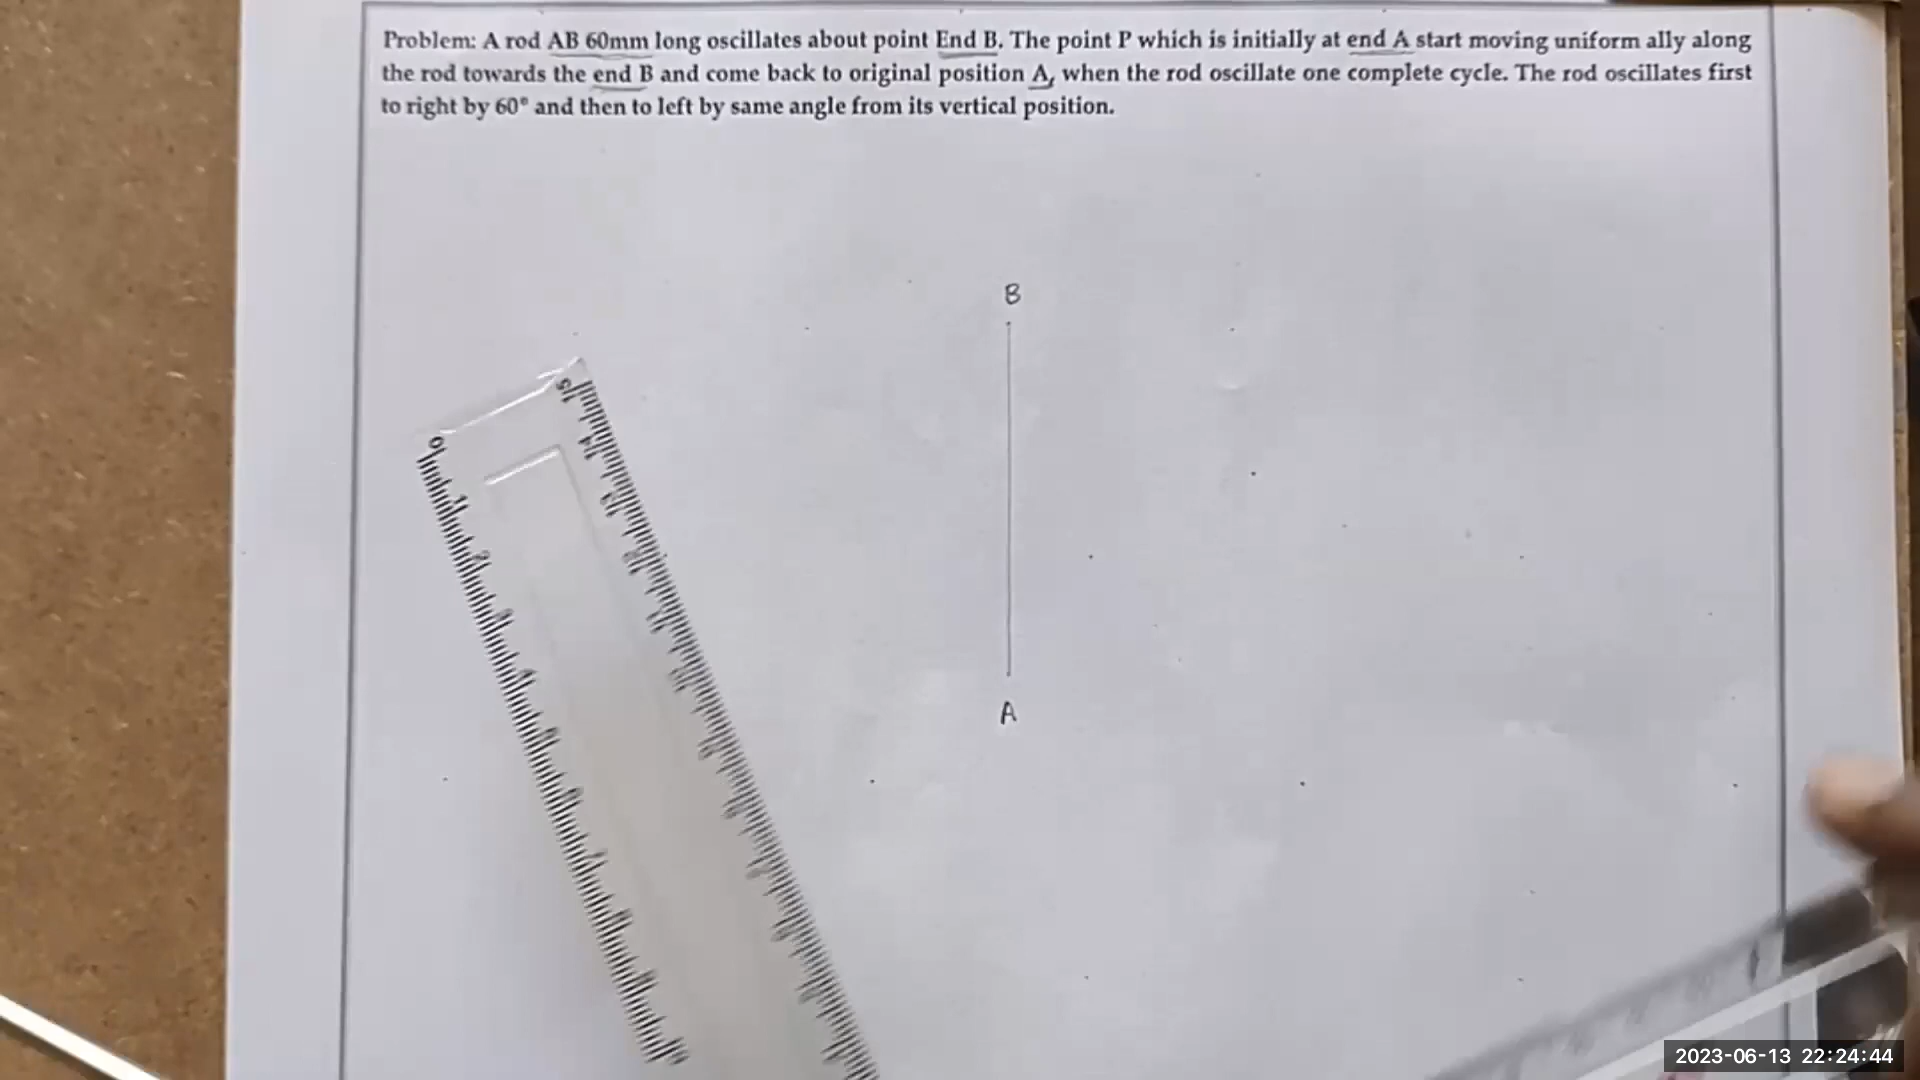 Problem: A rod AB 60mm long oscillates about point End B. The point P which is initially at end A start moving uniform ally along
the rod towards the end B and come back to original position A, when the rod oscillate one complete cycle. The rod oscillates first
to right by 60° and then to left by same angle from its vertical position.
B
A
0
15
14
2023-06-13 22:24:44